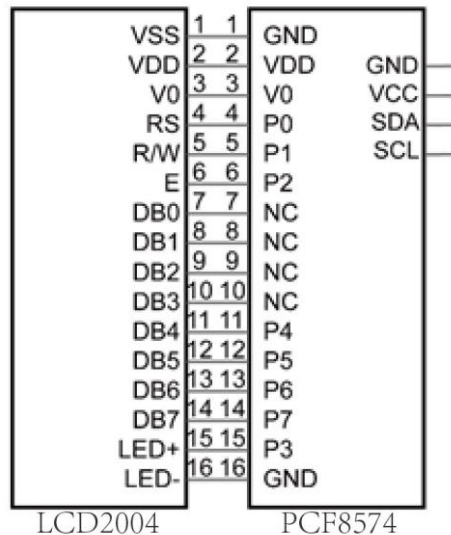 VSS 1 1 GND
VDD 2 2 VDD GND
V0 3 3 V0 VCC
RS 4 4 P0 SDA
R/W 5 5 P1 SCL
E 6 6 P2
DB0 7 7 NC
DB1 8 8 NC
DB2 9 9 NC
DB3 10 10 NC
DB4 11 11 P4
DB5 12 12 P5
DB6 13 13 P6
DB7 14 14 P7
LED+ 15 15 P3
LED- 16 16 GND
LCD2004 PCF8574